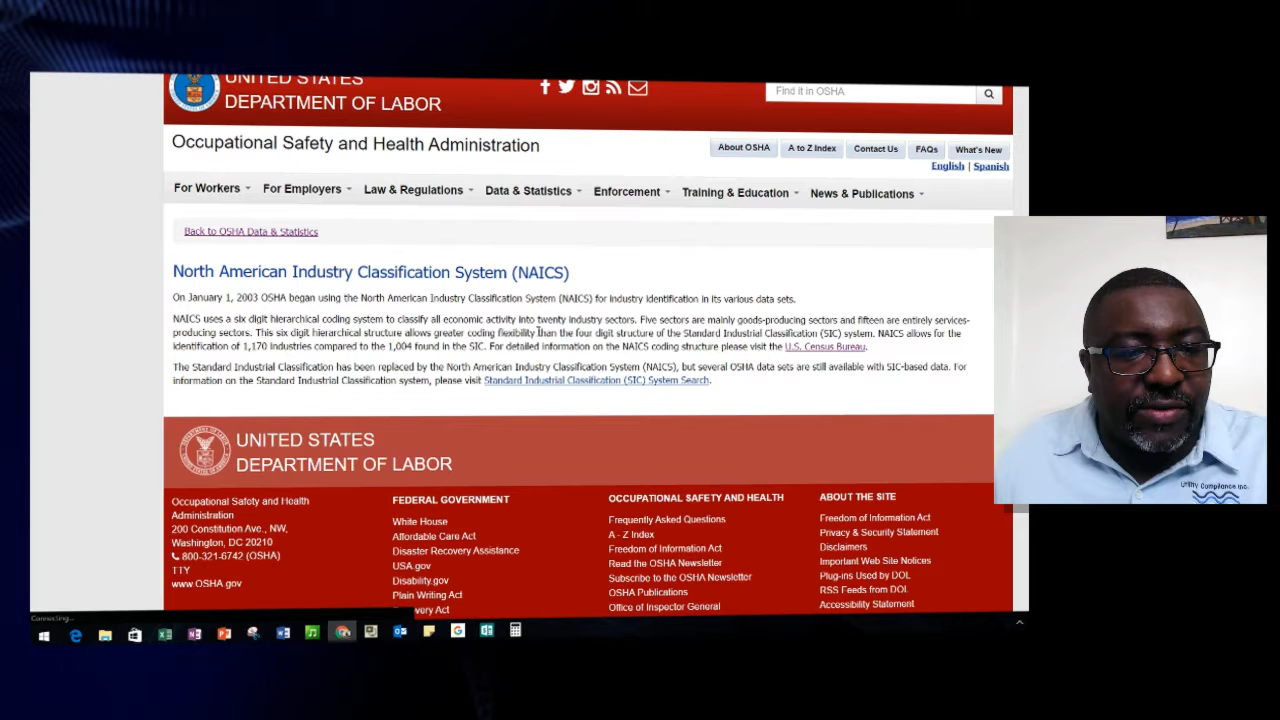 UNITED STATES
DEPARTMENT OF LABOR
Find it in OSHA
Occupational Safety and Health Administration
About OSHA
A to Z Index
Contact Us
FAQs
What's New
English | Spanish
For Workers
For Employers
Law & Regulations
Data & Statistics
Enforcement
Training & Education
News & Publications
Back to OSHA Data & Statistics
North American Industry Classification System (NAICS)
On January 1, 2003 OSHA began using the North American Industry Classification System (NAICS) for industry identification in its various data sets.
NAICS uses a six digit hierarchical coding system to classify all economic activity into twenty industry sectors. Five sectors are mainly goods-producing sectors and fifteen are entirely services-
producing sectors. This six digit hierarchical structure allows greater coding flexibility than the four digit structure of the Standard Industrial Classification (SIC) system. NAICS allows for the
identification of 1,170 industries compared to the 1,004 found in the SIC. For detailed information on the NAICS coding structure please visit the U.S. Census Bureau.
The Standard Industrial Classification has been replaced by the North American Industry Classification System (NAICS), but several OSHA data sets are still available with SIC-based data. For
information on the Standard Industrial Classification system, please visit Standard Industrial Classification (SIC) System Search.
UNITED STATES
DEPARTMENT OF LABOR
Occupational Safety and Health
Administration
200 Constitution Ave., NW,
Washington, DC 20210
800-321-6742 (OSHA)
TTY
www.OSHA.gov
FEDERAL GOVERNMENT
White House
Affordable Care Act
Disaster Recovery Assistance
USA.gov
Disability.gov
Plain Writing Act
Recovery Act
OCCUPATIONAL SAFETY AND HEALTH
Frequently Asked Questions
A - Z Index
Freedom of Information Act
Read the OSHA Newsletter
Subscribe to the OSHA Newsletter
OSHA Publications
Office of Inspector General
ABOUT THE SITE
Freedom of Information Act
Privacy & Security Statement
Disclaimers
Important Web Site Notices
Plug-ins Used by DOL
RSS Feeds from DOL
Accessibility Statement
Connecting...
Utility Compliance Inc.